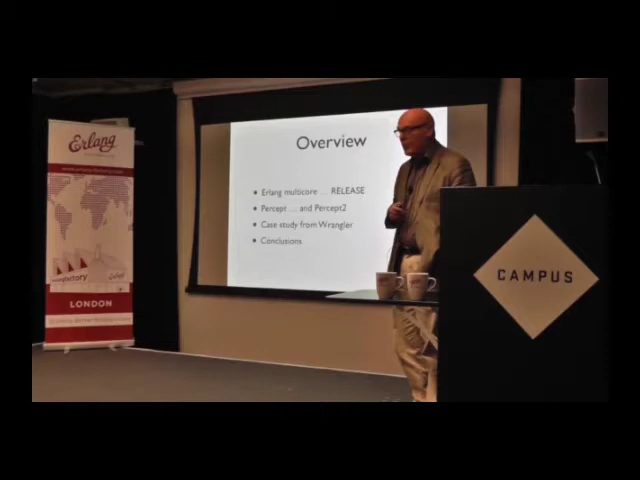 Erlang
LONDON
Overview
• Erlang multicore … RELEASE
• Percept … and Percept2
• Case study from Wrangler
• Conclusions
CAMPUS